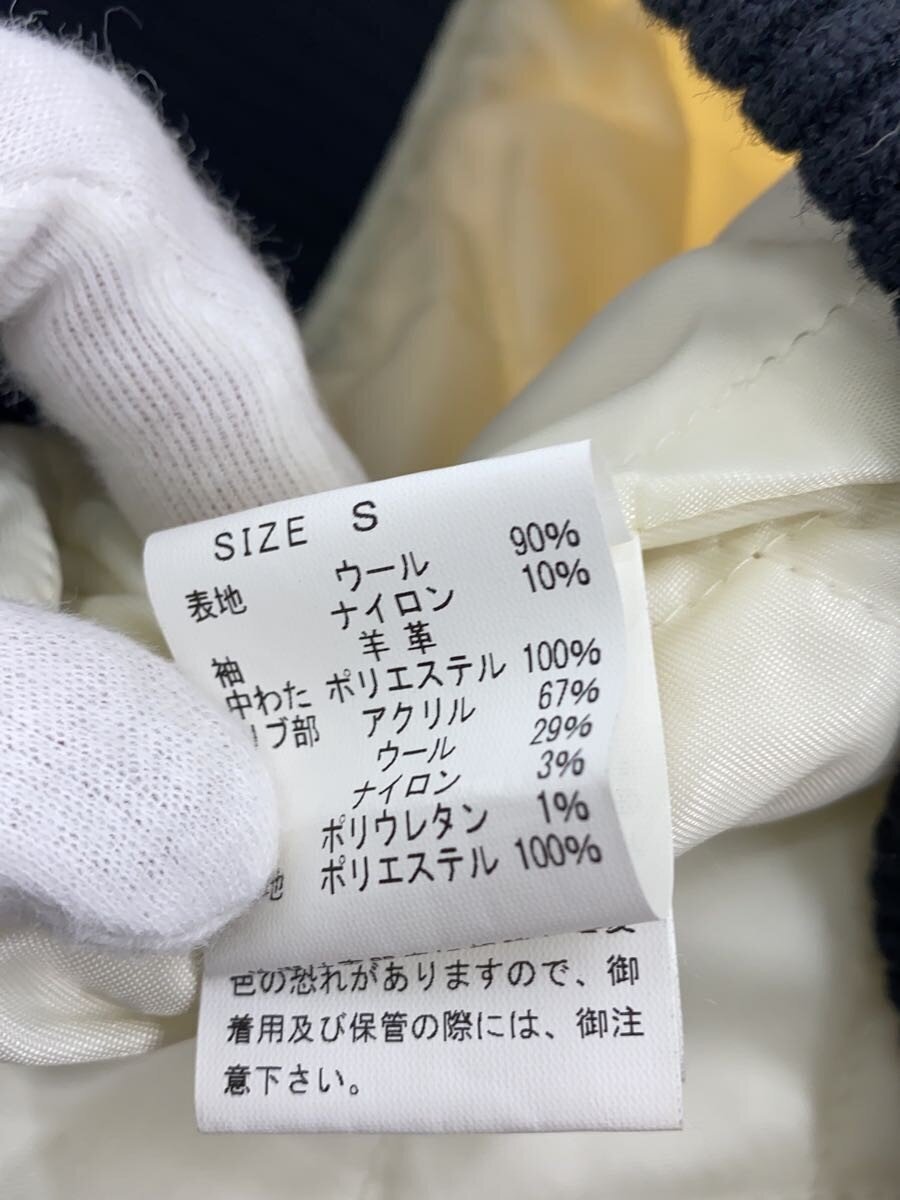 SIZE S
表地 ウール 90%
ナイロン 10%
袖 羊革
中わた ポリエステル 100%
リブ部 アクリル 67%
ウール 29%
ナイロン 3%
ポリウレタン 1%
地 ポリエステル 100%
色の恐れがありますので、御
着用及び保管の際には、御注
意下さい。